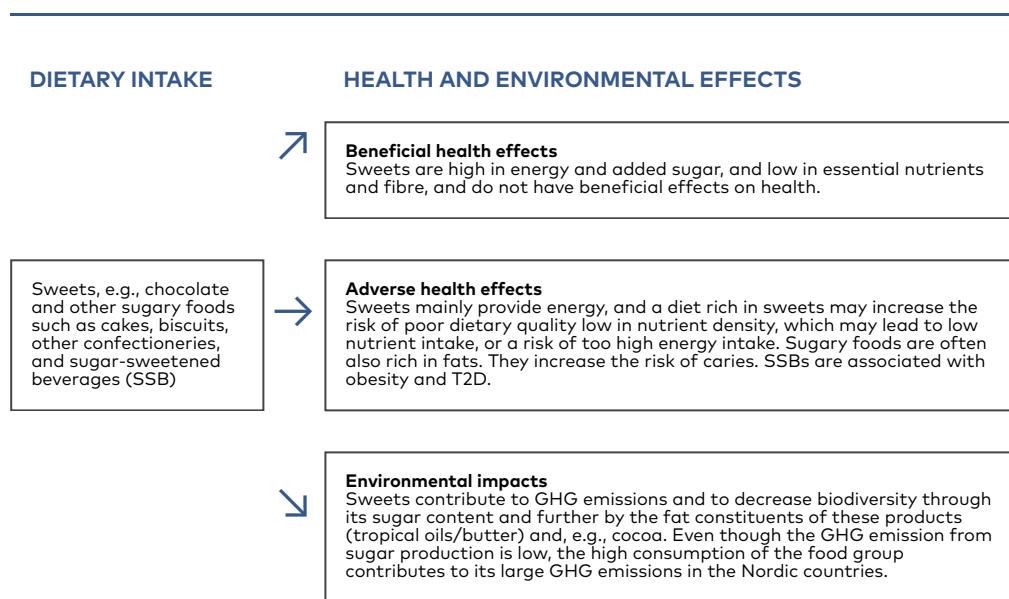 DIETARY INTAKE
HEALTH AND ENVIRONMENTAL EFFECTS
Beneficial health effects
Sweets are high in energy and added sugar, and low in essential nutrients
and fibre, and do not have beneficial effects on health.
Sweets, e.g., chocolate
and other sugary foods
such as cakes, biscuits,
other confectioneries,
and sugar-sweetened
beverages (SSB)
Adverse health effects
Sweets mainly provide energy, and a diet rich in sweets may increase the
risk of poor dietary quality low in nutrient density, which may lead to low
nutrient intake, or a risk of too high energy intake. Sugary foods are often
also rich in fats. They increase the risk of caries. SSBs are associated with
obesity and T2D.
Environmental impacts
Sweets contribute to GHG emissions and to decrease biodiversity through
its sugar content and further by the fat constituents of these products
(tropical oils/butter) and, e.g., cocoa. Even though the GHG emission from
sugar production is low, the high consumption of the food group
contributes to its large GHG emissions in the Nordic countries.